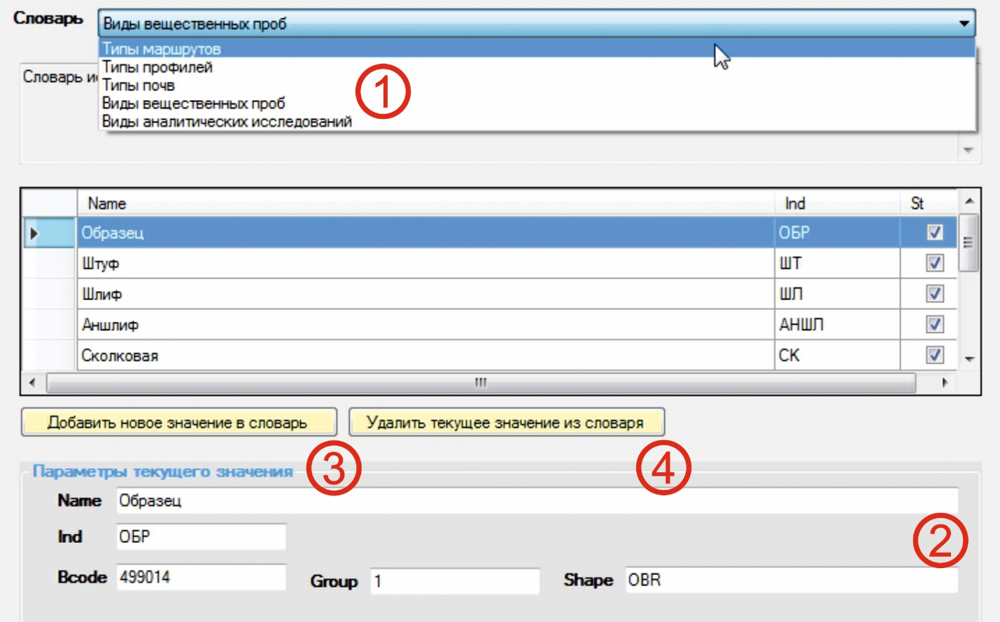 Словарь Виды вещественных проб
Типы маршрутов
Типы профилей
Словарь
Типы почв
1
Виды вещественных проб
Виды аналитических исследований
Name Ind St
Образец ОБР
Штуф ШТ
Шлиф ШЛ
Аншлиф АНШЛ
Сколковая СК
Добавить новое значение в словарь Удалить текущее значение из словаря
3 4
Параметры текущего значения
Name Образец
2
Ind ОБР
Bcode 499014 Group 1 Shape OBR